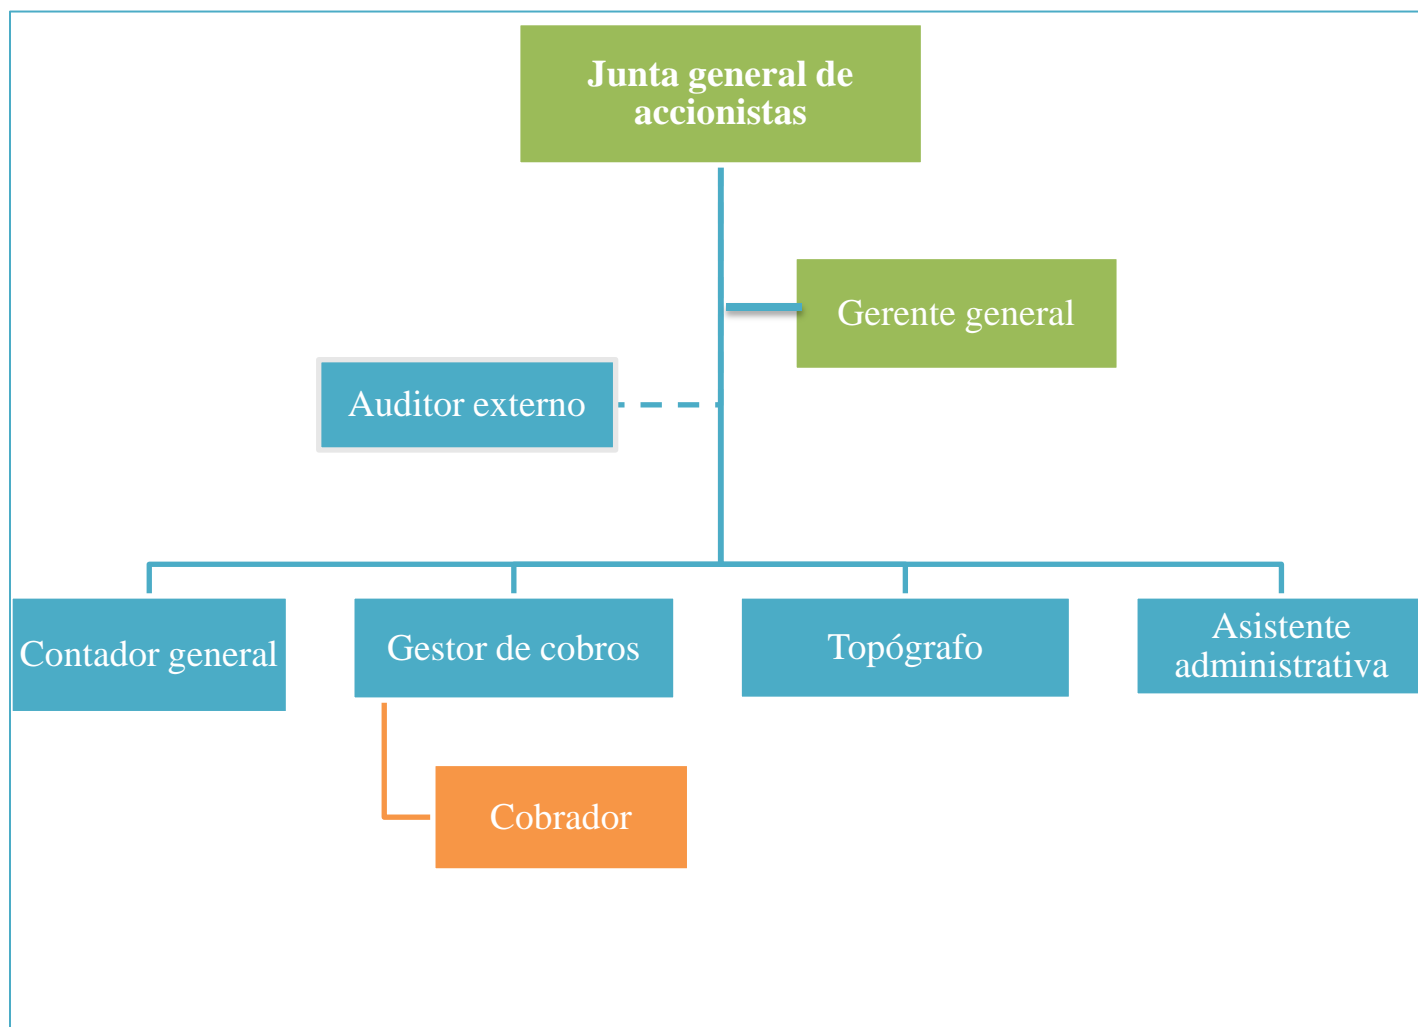 Junta general de
accionistas
Gerente general
Auditor externo
Contador general
Gestor de cobros
Topógrafo
Asistente
administrativa
Cobrador